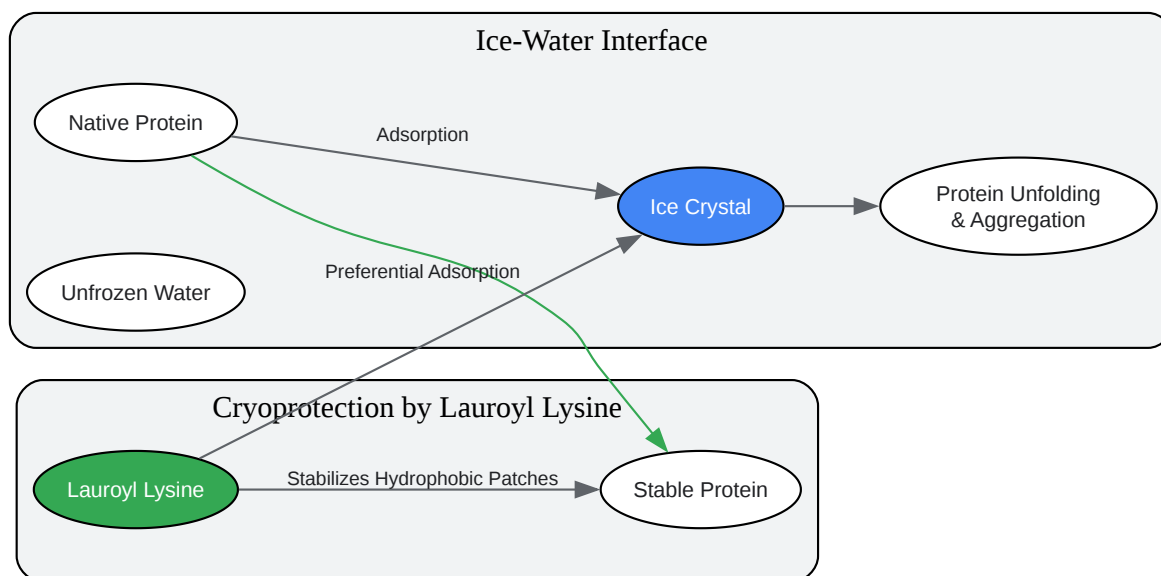 Ice-Water Interface
Native Protein
Adsorption
Ice Crystal
Protein Unfolding
& Aggregation
Preferential Adsorption
Unfrozen Water
Cryoprotection by Lauroyl Lysine
Lauroyl Lysine
Stabilizes Hydrophobic Patches
Stable Protein